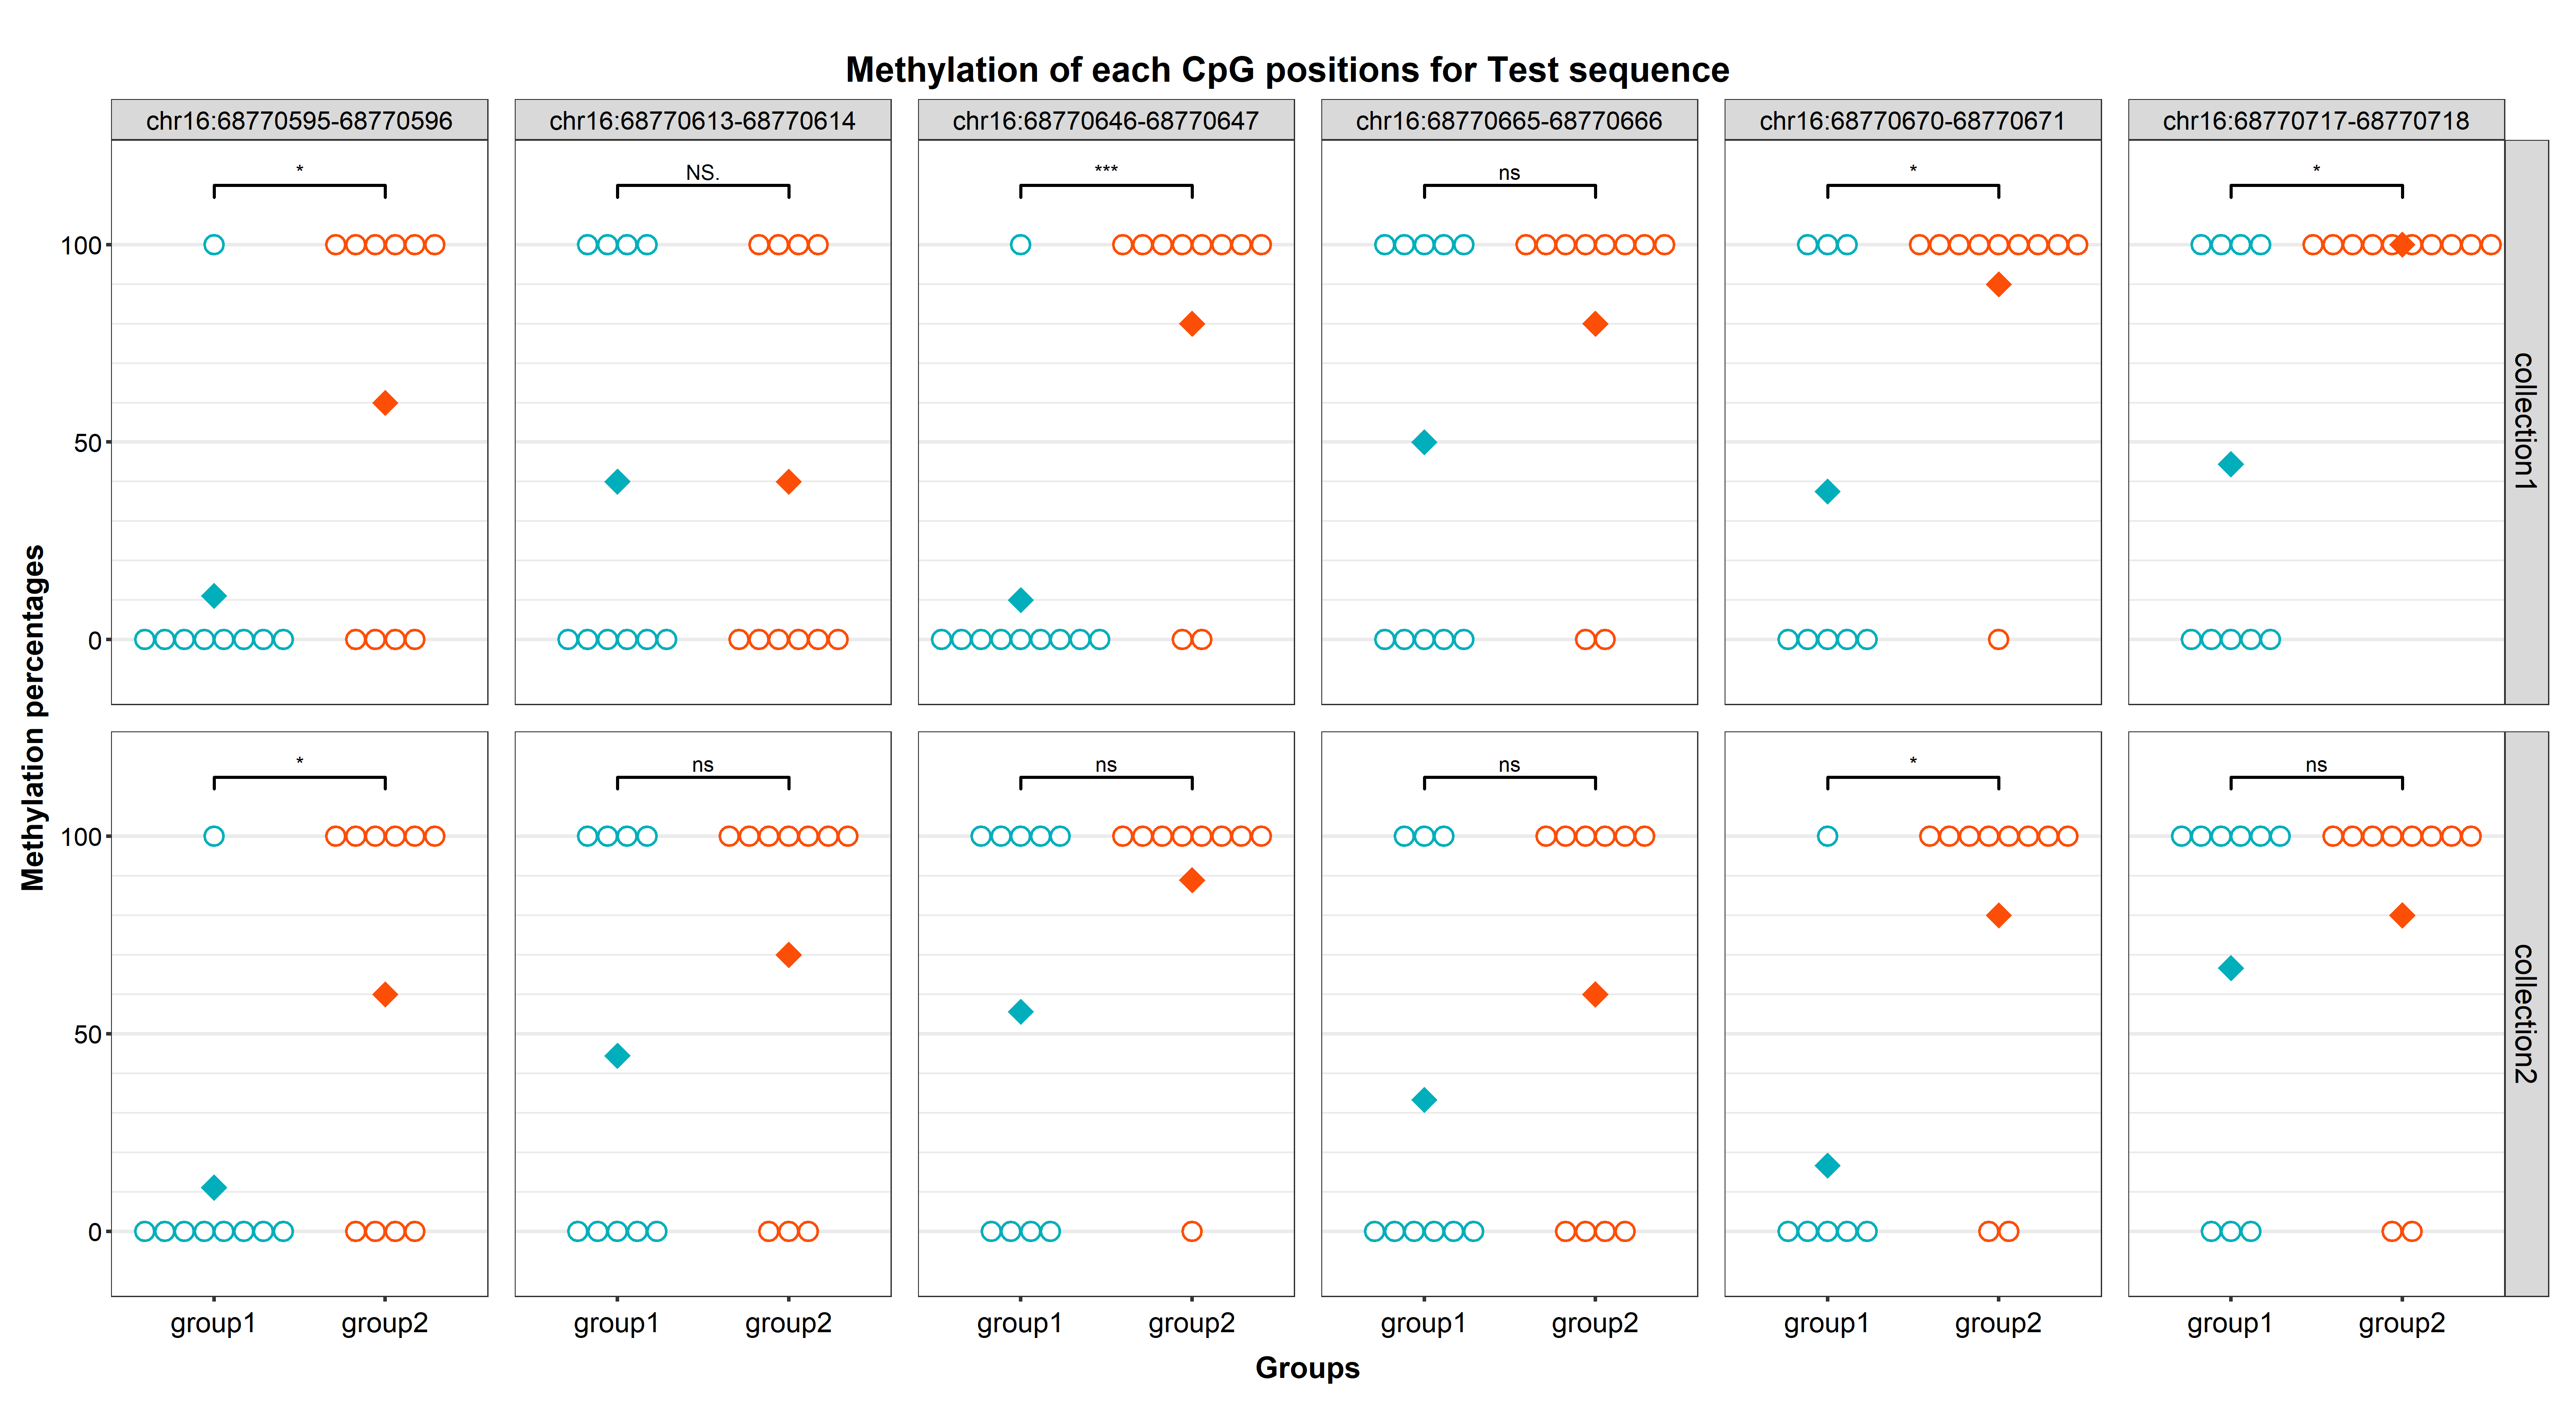 Methylation of each CpG positions for Test sequence
chr16:68770595-68770596 chr16:68770613-68770614 chr16:68770646-68770647 chr16:68770665-68770666 chr16:68770670-68770671 chr16:68770717-68770718
* NS. *** ns * *
100
50
0
collection1
Methylation percentages
* ns ns ns * ns
100
50
0
collection2
group1 group2 group1 group2 group1 group2 group1 group2 group1 group2 group1 group2
Groups